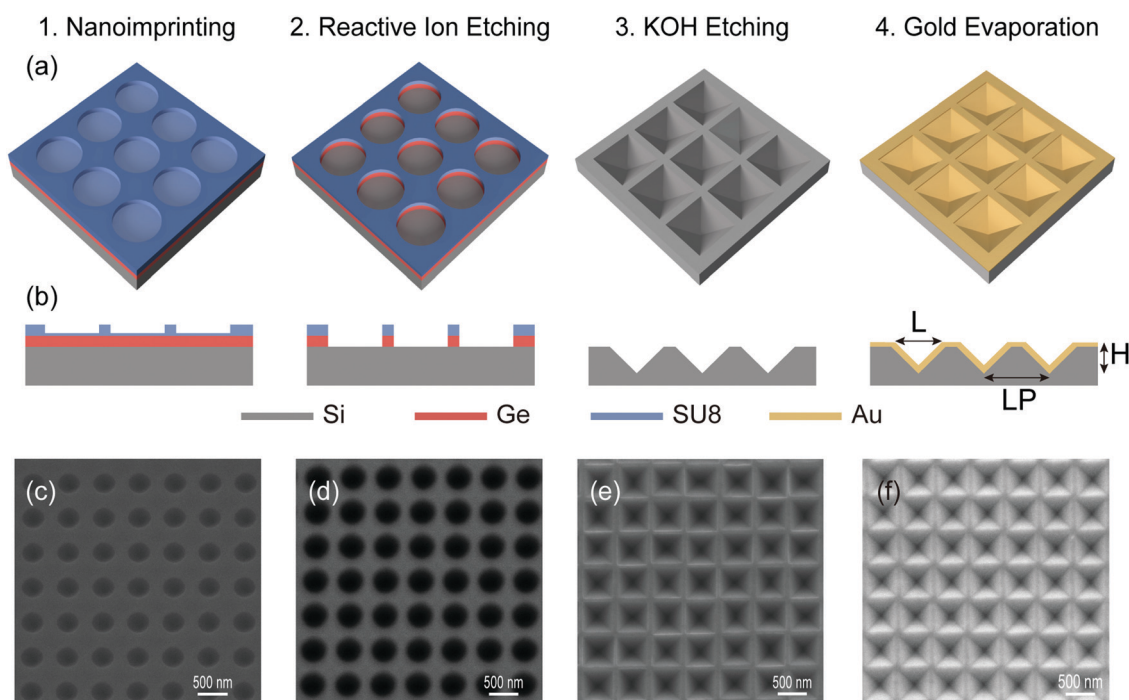 1. Nanoimprinting
2. Reactive Ion Etching
3. KOH Etching
4. Gold Evaporation
(a)
(b)
L
H
LP
Si
Ge
SU8
Au
(c)
(d)
(e)
(f)
500 nm
500 nm
500 nm
500 nm